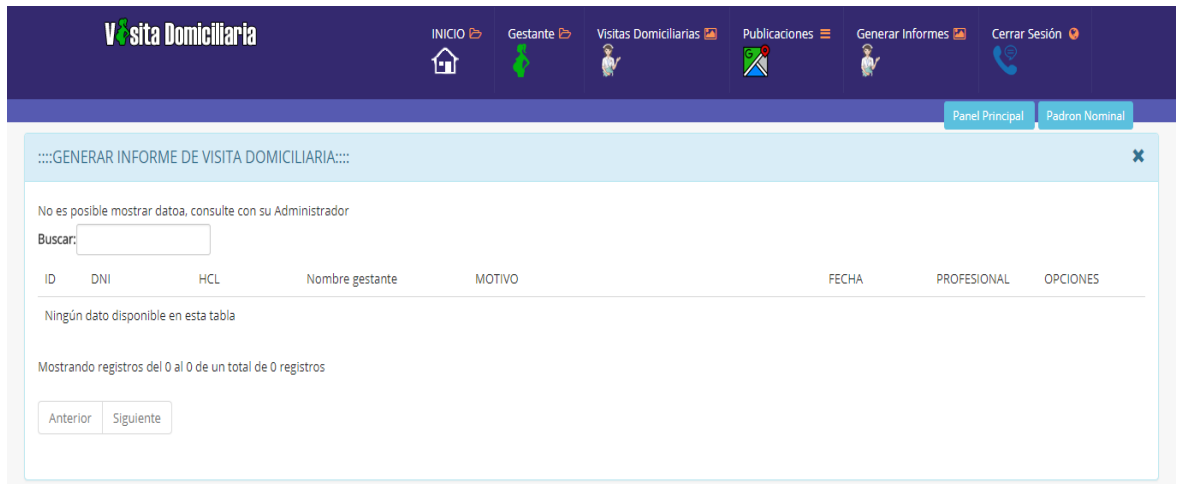 Visita Domiciliaria
INICIO Gestante Visitas Domiciliarias Publicaciones Generar Informes Cerrar Sesión
Panel Principal Padron Nominal
::::GENERAR INFORME DE VISITA DOMICILIARIA::::
No es posible mostrar datoa, consulte con su Administrador
Buscar:
ID DNI HCL Nombre gestante MOTIVO FECHA PROFESIONAL OPCIONES
Ningún dato disponible en esta tabla
Mostrando registros del 0 al 0 de un total de 0 registros
Anterior Siguiente